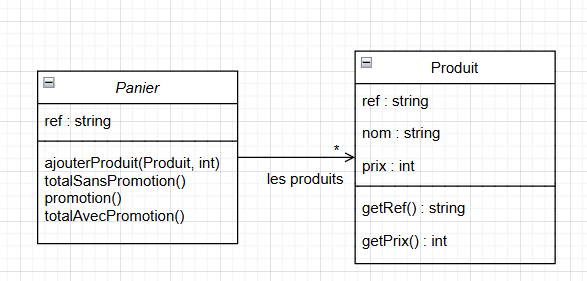 Panier
ref : string
ajouterProduit(Produit, int)
totalSansPromotion()
promotion()
totalAvecPromotion()
*
les produits
Produit
ref : string
nom : string
prix : int
getRef() : string
getPrix() : int